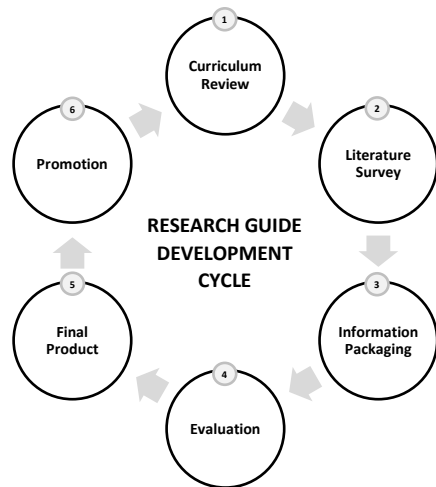 1
Curriculum
Review
2
Literature
Survey
3
Information
Packaging
4
Evaluation
5
Final
Product
6
Promotion
RESEARCH GUIDE
DEVELOPMENT
CYCLE